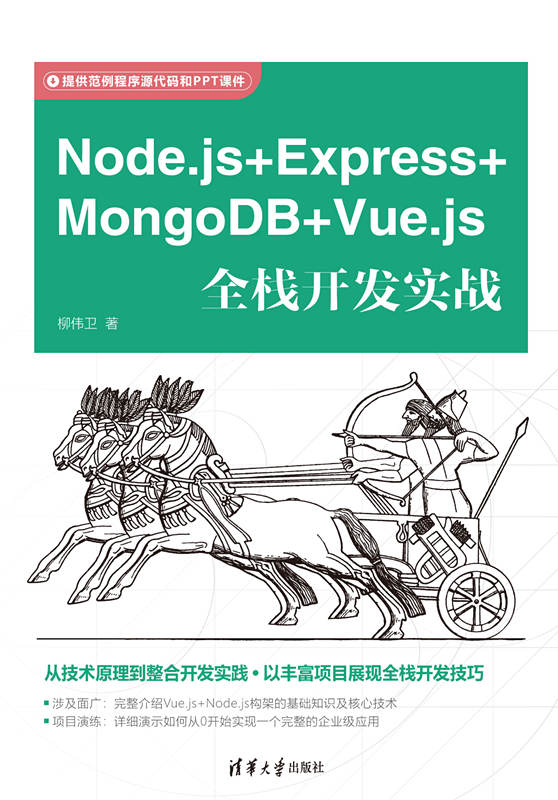 提供范例程序源代码和PPT课件
Node.js+Express+
MongoDB+Vue.js
全栈开发实战
柳伟卫 著
从技术原理到整合开发实践·以丰富项目展现全栈开发技巧
■ 涉及面广：完整介绍Vue.js+Node.js构架的基础知识及核心技术
■ 项目演练：详细演示如何从0开始实现一个完整的企业级应用
清华大学出版社